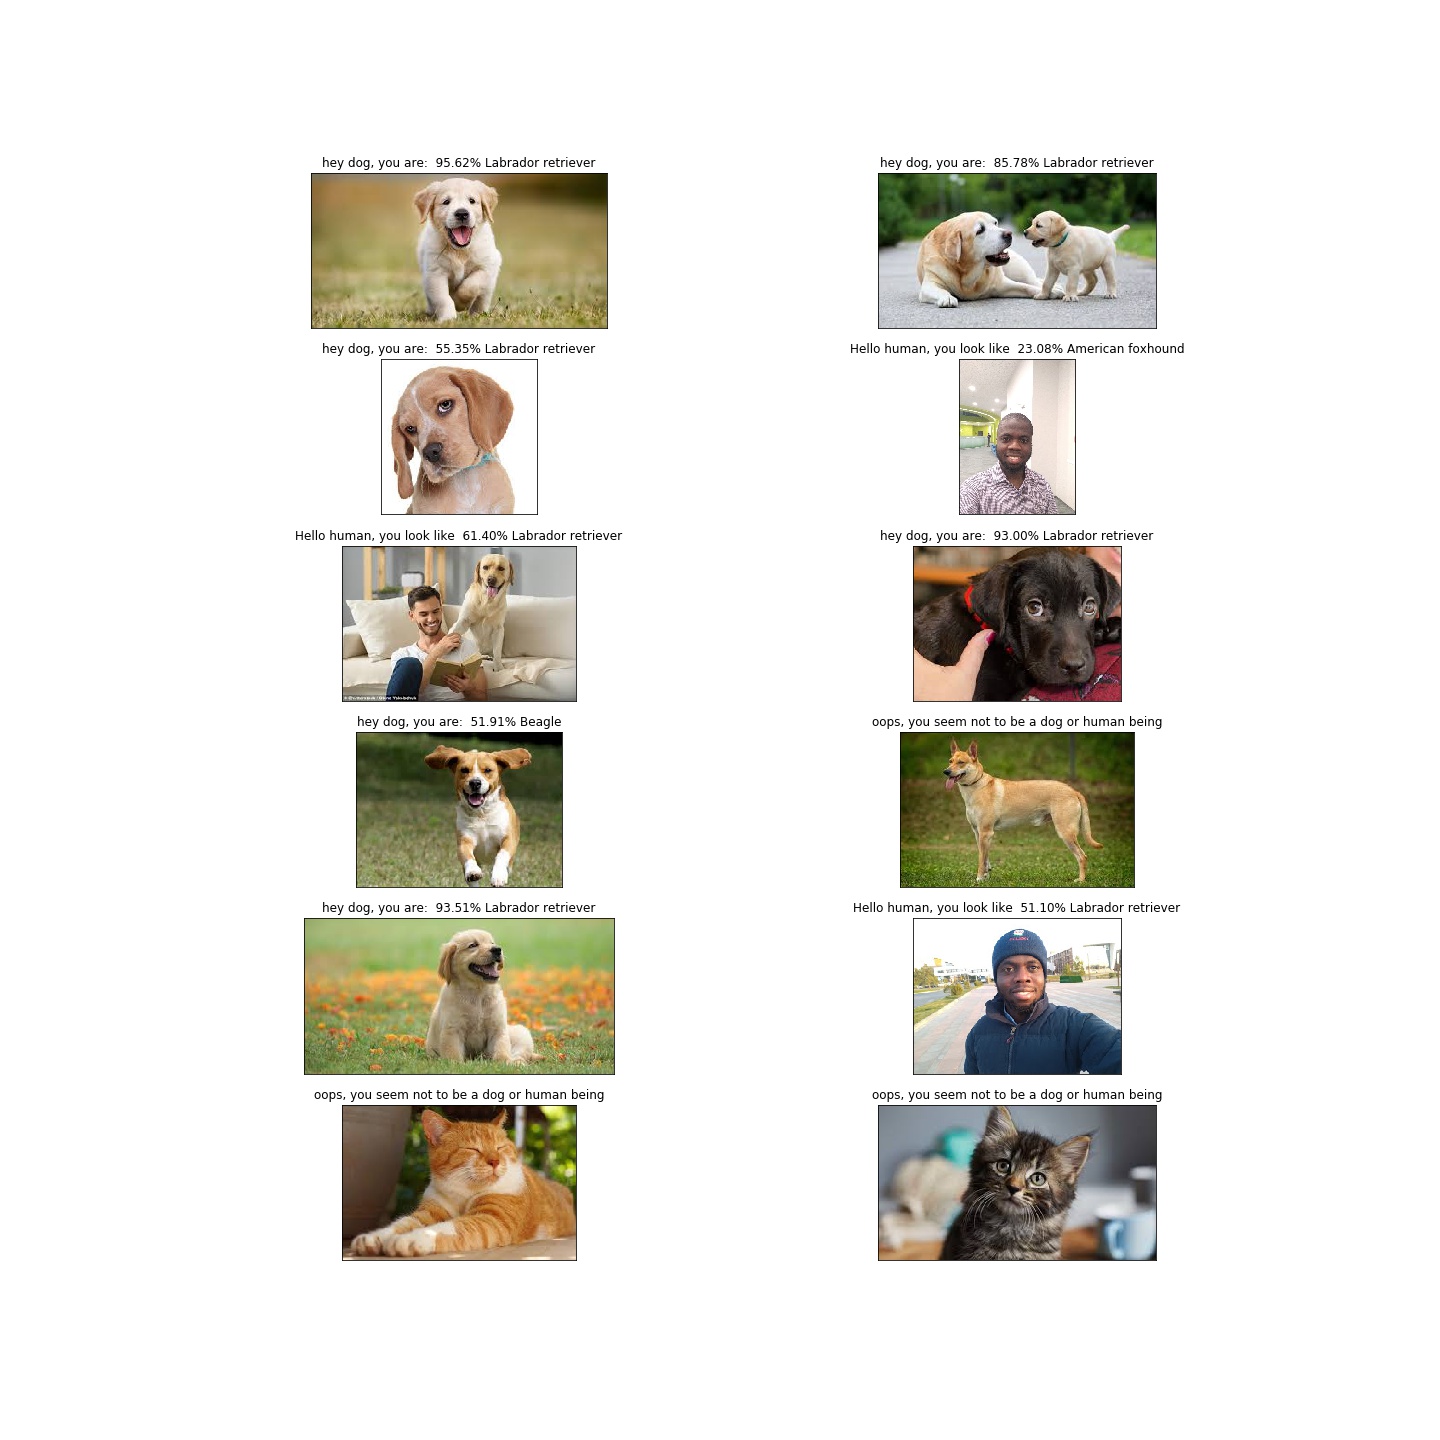 hey dog, you are:  95.62% Labrador retriever
hey dog, you are:  85.78% Labrador retriever
hey dog, you are:  55.35% Labrador retriever
Hello human, you look like  23.08% American foxhound
Hello human, you look like  61.40% Labrador retriever
hey dog, you are:  93.00% Labrador retriever
hey dog, you are:  51.91% Beagle
oops, you seem not to be a dog or human being
hey dog, you are:  93.51% Labrador retriever
Hello human, you look like  51.10% Labrador retriever
oops, you seem not to be a dog or human being
oops, you seem not to be a dog or human being